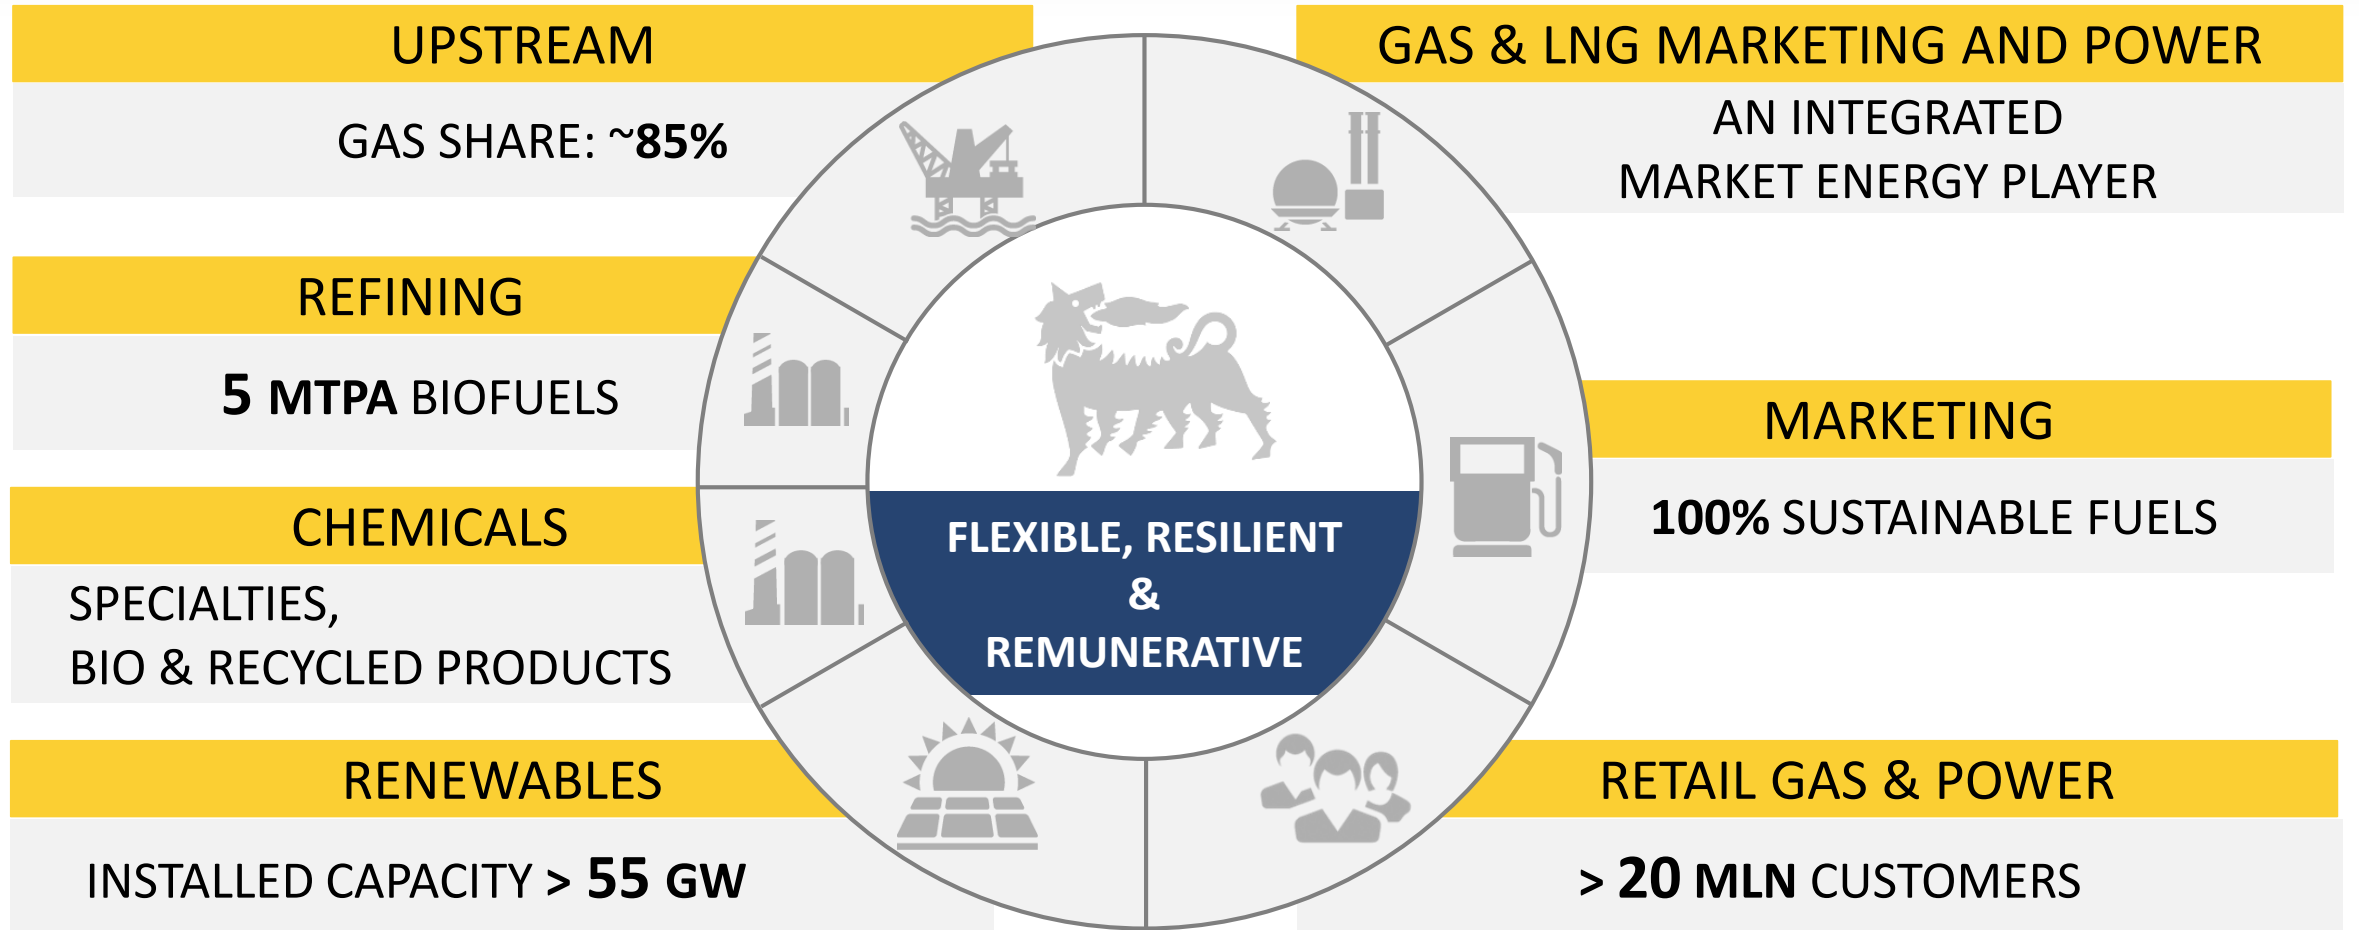 UPSTREAM
GAS SHARE: ~85%
REFINING
5 MTPA BIOFUELS
CHEMICALS
SPECIALTIES,
BIO & RECYCLED PRODUCTS
RENEWABLES
INSTALLED CAPACITY > 55 GW
FLEXIBLE, RESILIENT
&
REMUNERATIVE
GAS & LNG MARKETING AND POWER
AN INTEGRATED
MARKET ENERGY PLAYER
MARKETING
100% SUSTAINABLE FUELS
RETAIL GAS & POWER
> 20 MLN CUSTOMERS